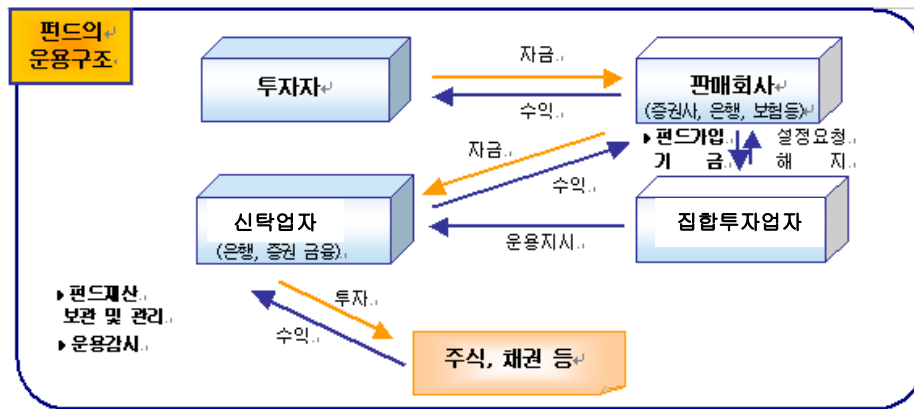 펀드의
운용구조
투자자
자금
수익
판매회사
(증권사, 은행, 보험등)
▶펀드가입
기 금
설정요청
해 지
자금
수익
신탁업자
(은행, 증권 금융)
운용지시
집합투자업자
▶펀드재산
보관 및 관리
▶운용감시
투자
수익
주식, 채권 등